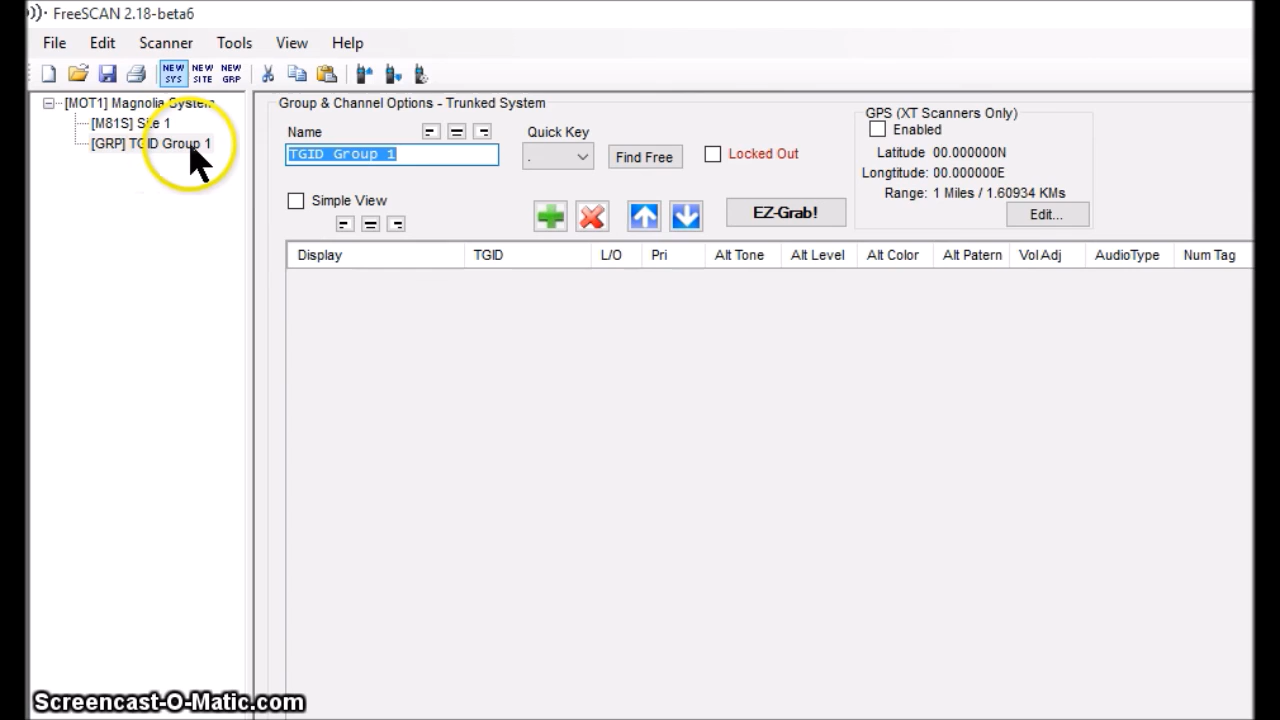 FreeSCAN 2.18-beta6
File Edit Scanner Tools View Help
NEW SYS NEW SITE NEW GRP
[MOT1] Magnolia System
[M81S] Site 1
[GRP] TGID Group 1
Group & Channel Options - Trunked System
Name
TGID Group 1
Quick Key
.
Find Free
Locked Out
GPS (XT Scanners Only)
Enabled
Latitude 00.000000N
Longtitude: 00.000000E
Range: 1 Miles / 1.60934 KMs
Edit...
Simple View
EZ-Grab!
Display TGID L/O Pri Alt Tone Alt Level Alt Color Alt Patern Vol Adj AudioType Num Tag
Screencast-O-Matic.com